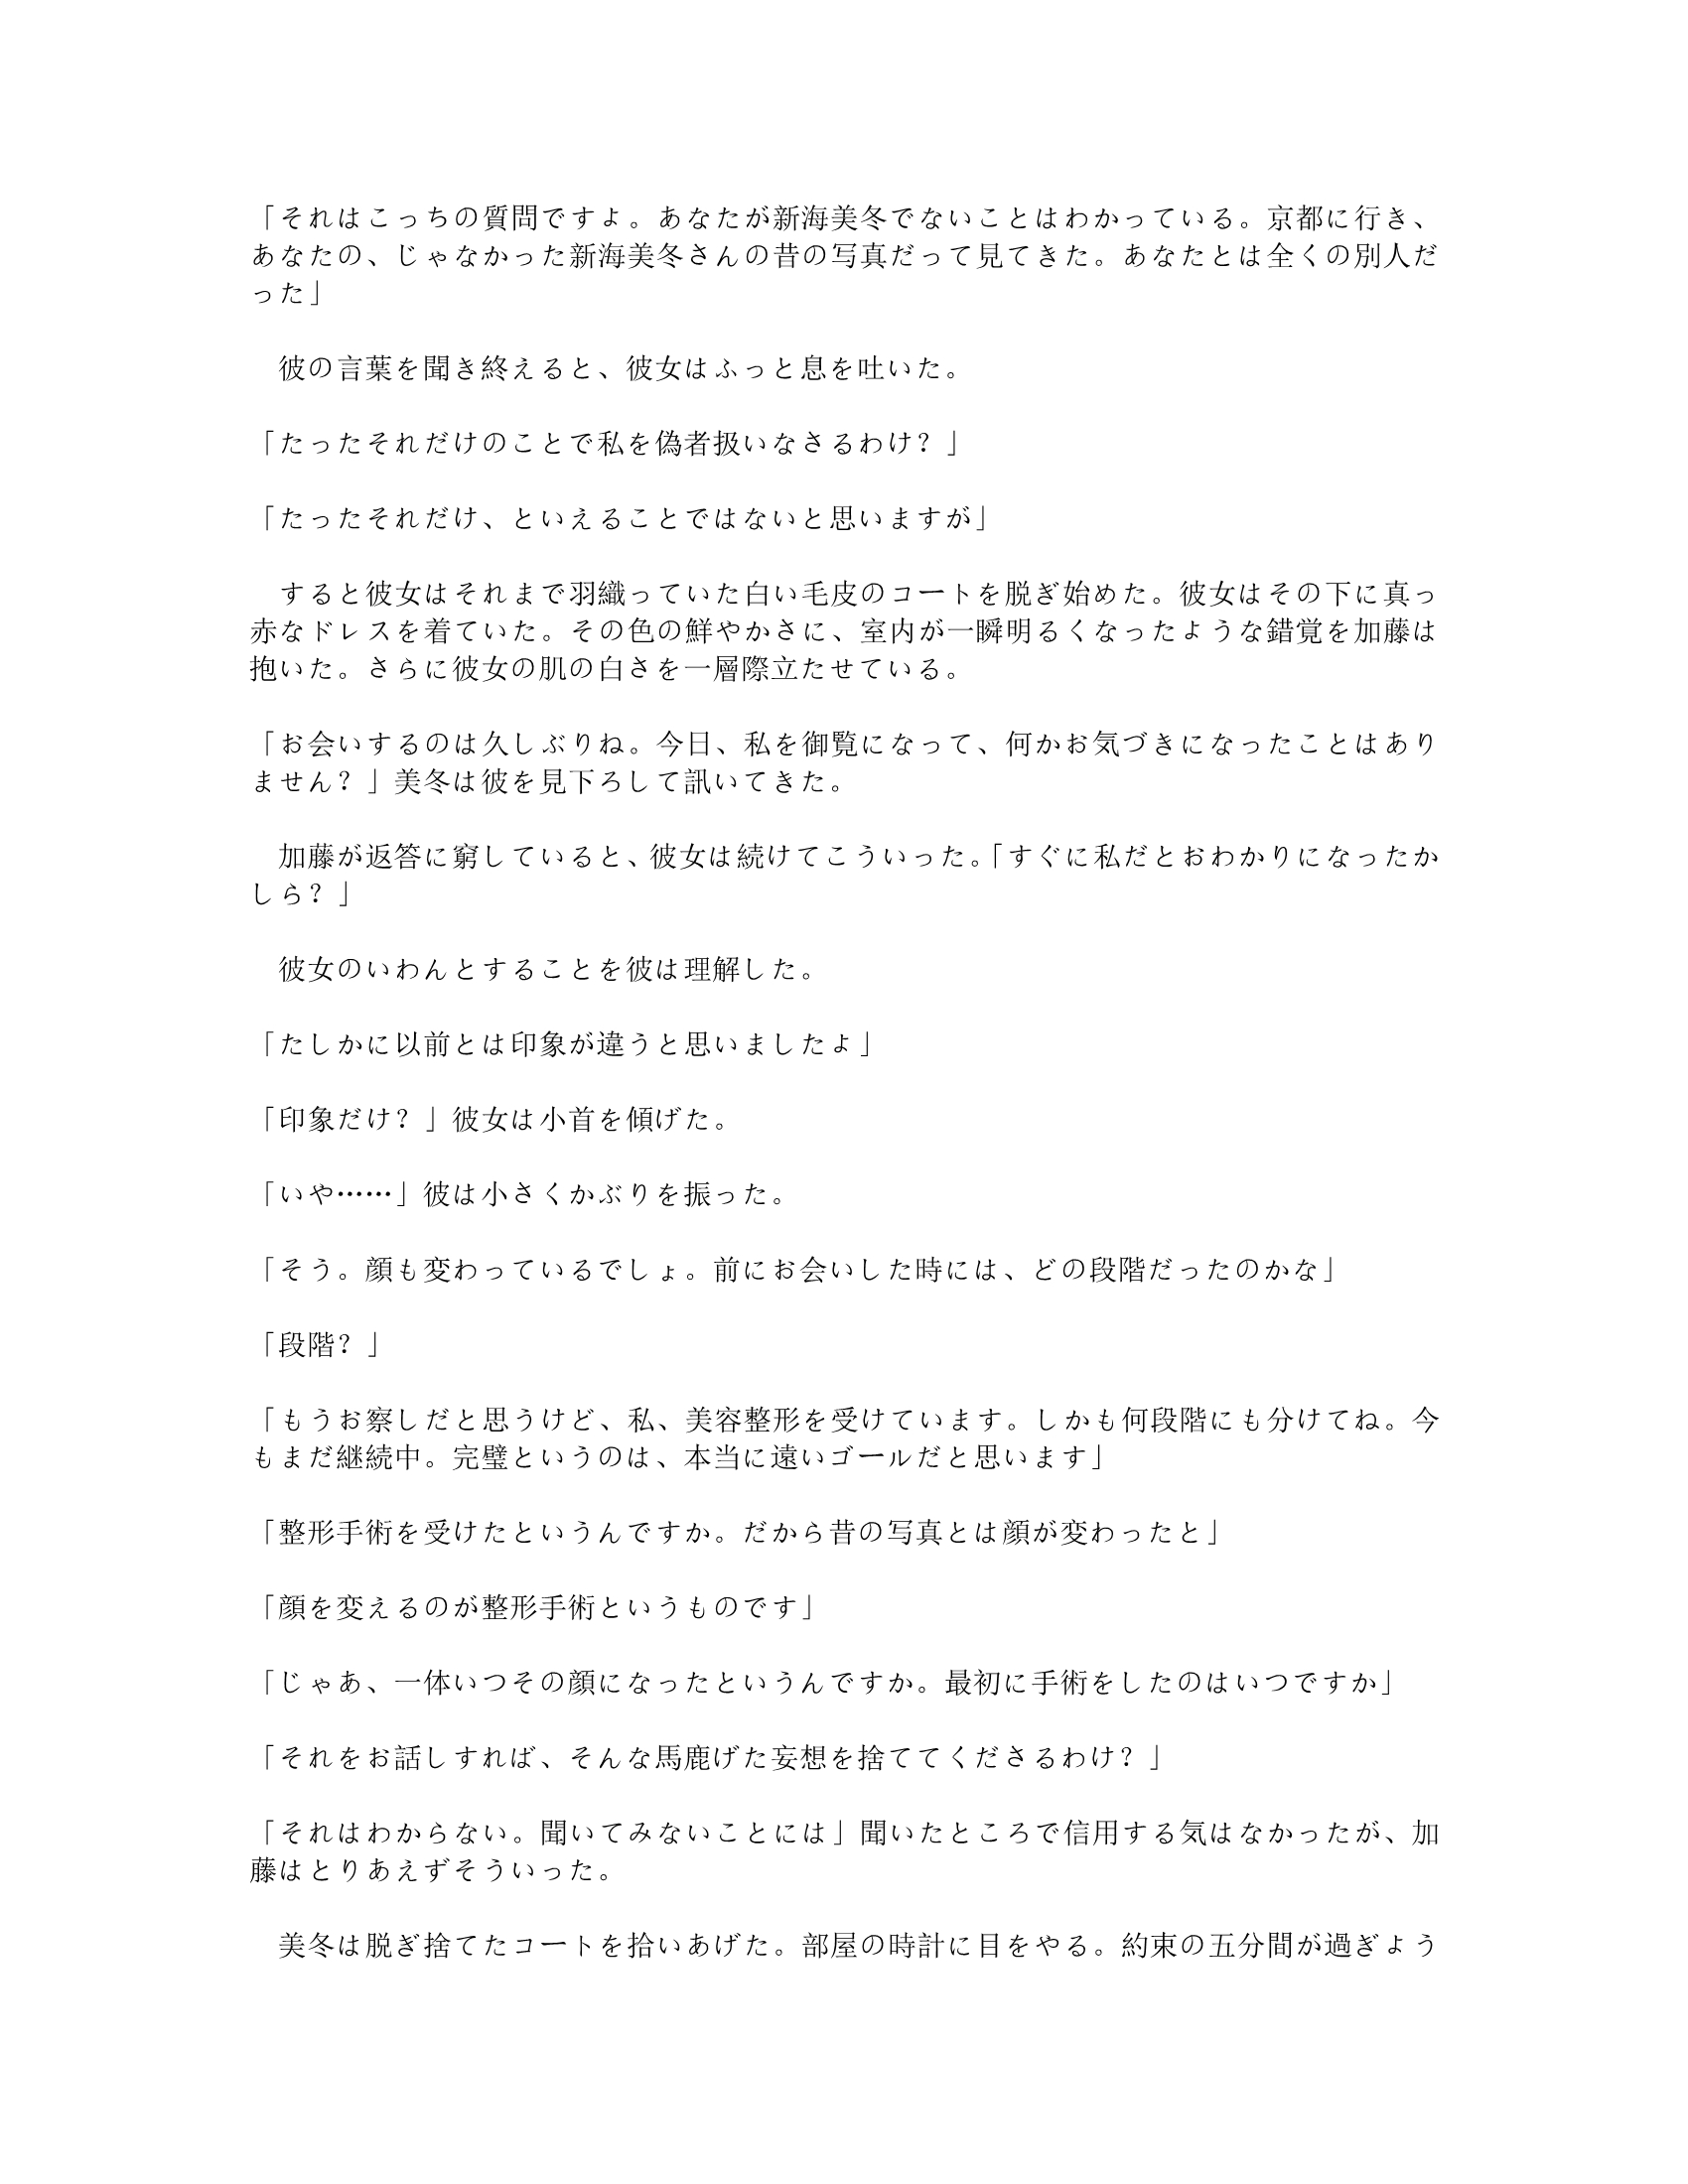 「それはこっちの質問ですよ。あなたが新海美冬でないことはわかっている。京都に行き、
あなたの、じゃなかった新海美冬さんの昔の写真だって見てきた。あなたとは全くの別人だ
った」
　彼の言葉を聞き終えると、彼女はふっと息を吐いた。
「たったそれだけのことで私を偽者扱いなさるわけ？」
「たったそれだけ、といえることではないと思いますが」
　すると彼女はそれまで羽織っていた白い毛皮のコートを脱ぎ始めた。彼女はその下に真っ
赤なドレスを着ていた。その色の鮮やかさに、室内が一瞬明るくなったような錯覚を加藤は
抱いた。さらに彼女の肌の白さを一層際立たせている。
「お会いするのは久しぶりね。今日、私を御覧になって、何かお気づきになったことはあり
ません？」美冬は彼を見下ろして訊いてきた。
　加藤が返答に窮していると、彼女は続けてこういった。「すぐに私だとおわかりになったか
しら？」
　彼女のいわんとすることを彼は理解した。
「たしかに以前とは印象が違うと思いましたよ」
「印象だけ？」彼女は小首を傾げた。
「いや……」彼は小さくかぶりを振った。
「そう。顔も変わっているでしょ。前にお会いした時には、どの段階だったのかな」
「段階？」
「もうお察しだと思うけど、私、美容整形を受けています。しかも何段階にも分けてね。今
もまだ継続中。完璧というのは、本当に遠いゴールだと思います」
「整形手術を受けたというんですか。だから昔の写真とは顔が変わったと」
「顔を変えるのが整形手術というものです」
「じゃあ、一体いつその顔になったというんですか。最初に手術をしたのはいつですか」
「それをお話しすれば、そんな馬鹿げた妄想を捨ててくださるわけ？」
「それはわからない。聞いてみないことには」聞いたところで信用する気はなかったが、加
藤はとりあえずそういった。
　美冬は脱ぎ捨てたコートを拾いあげた。部屋の時計に目をやる。約束の五分間が過ぎよう